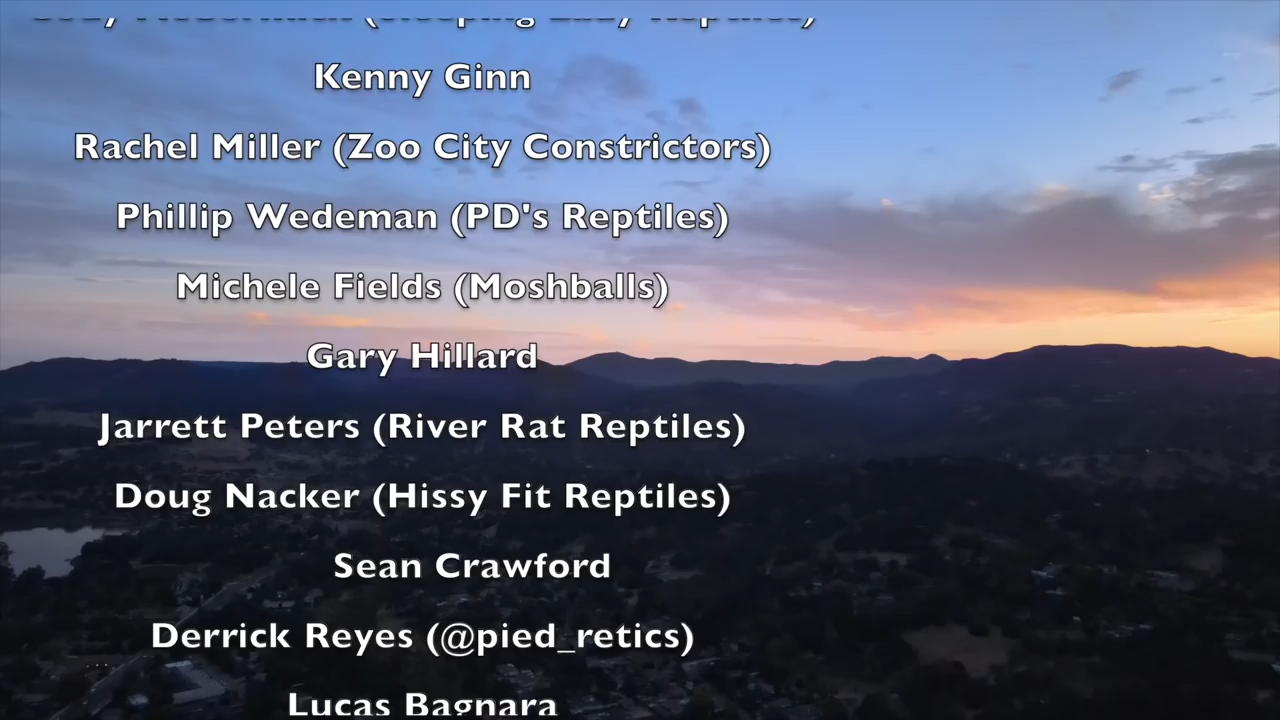 Kenny Ginn
Rachel Miller (Zoo City Constrictors)
Phillip Wedeman (PD's Reptiles)
Michele Fields (Moshballs)
Gary Hillard
Jarrett Peters (River Rat Reptiles)
Doug Nacker (Hissy Fit Reptiles)
Sean Crawford
Derrick Reyes (@pied_retics)
Lucas Bagnara